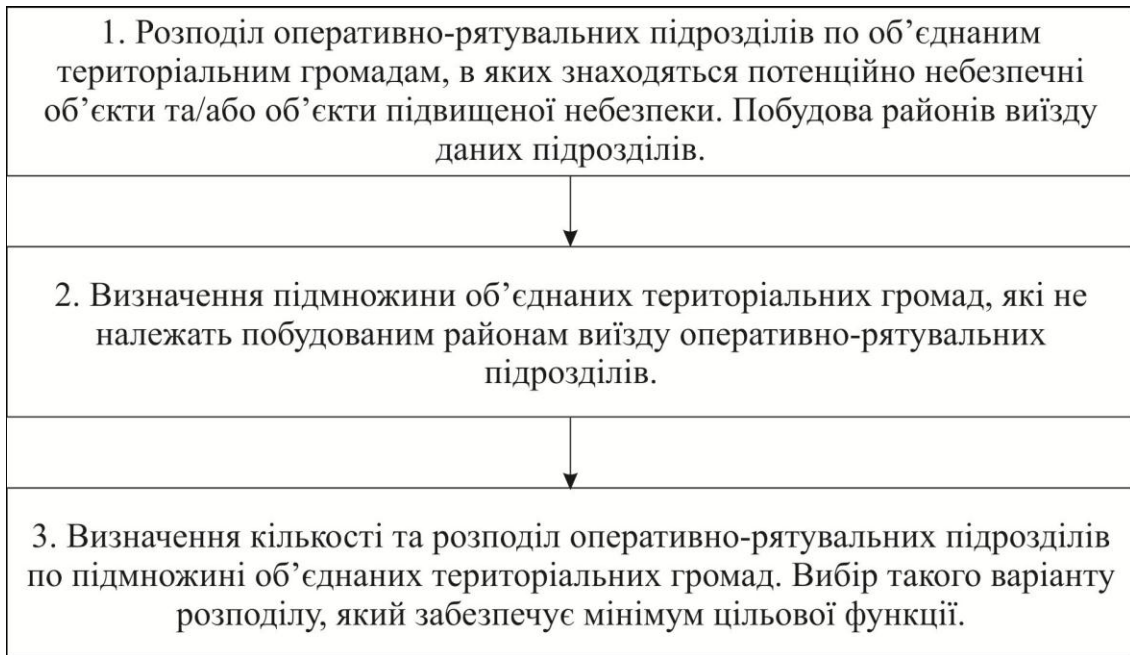 1. Розподіл оперативно-рятувальних підрозділів по об’єднаним
територіальним громадам, в яких знаходяться потенційно небезпечні
об’єкти та/або об’єкти підвищеної небезпеки. Побудова районів виїзду
даних підрозділів.
2. Визначення підмножини об’єднаних територіальних громад, які не
належать побудованим районам виїзду оперативно-рятувальних
підрозділів.
3. Визначення кількості та розподіл оперативно-рятувальних підрозділів
по підмножині об’єднаних територіальних громад. Вибір такого варіанту
розподілу, який забезпечує мінімум цільової функції.